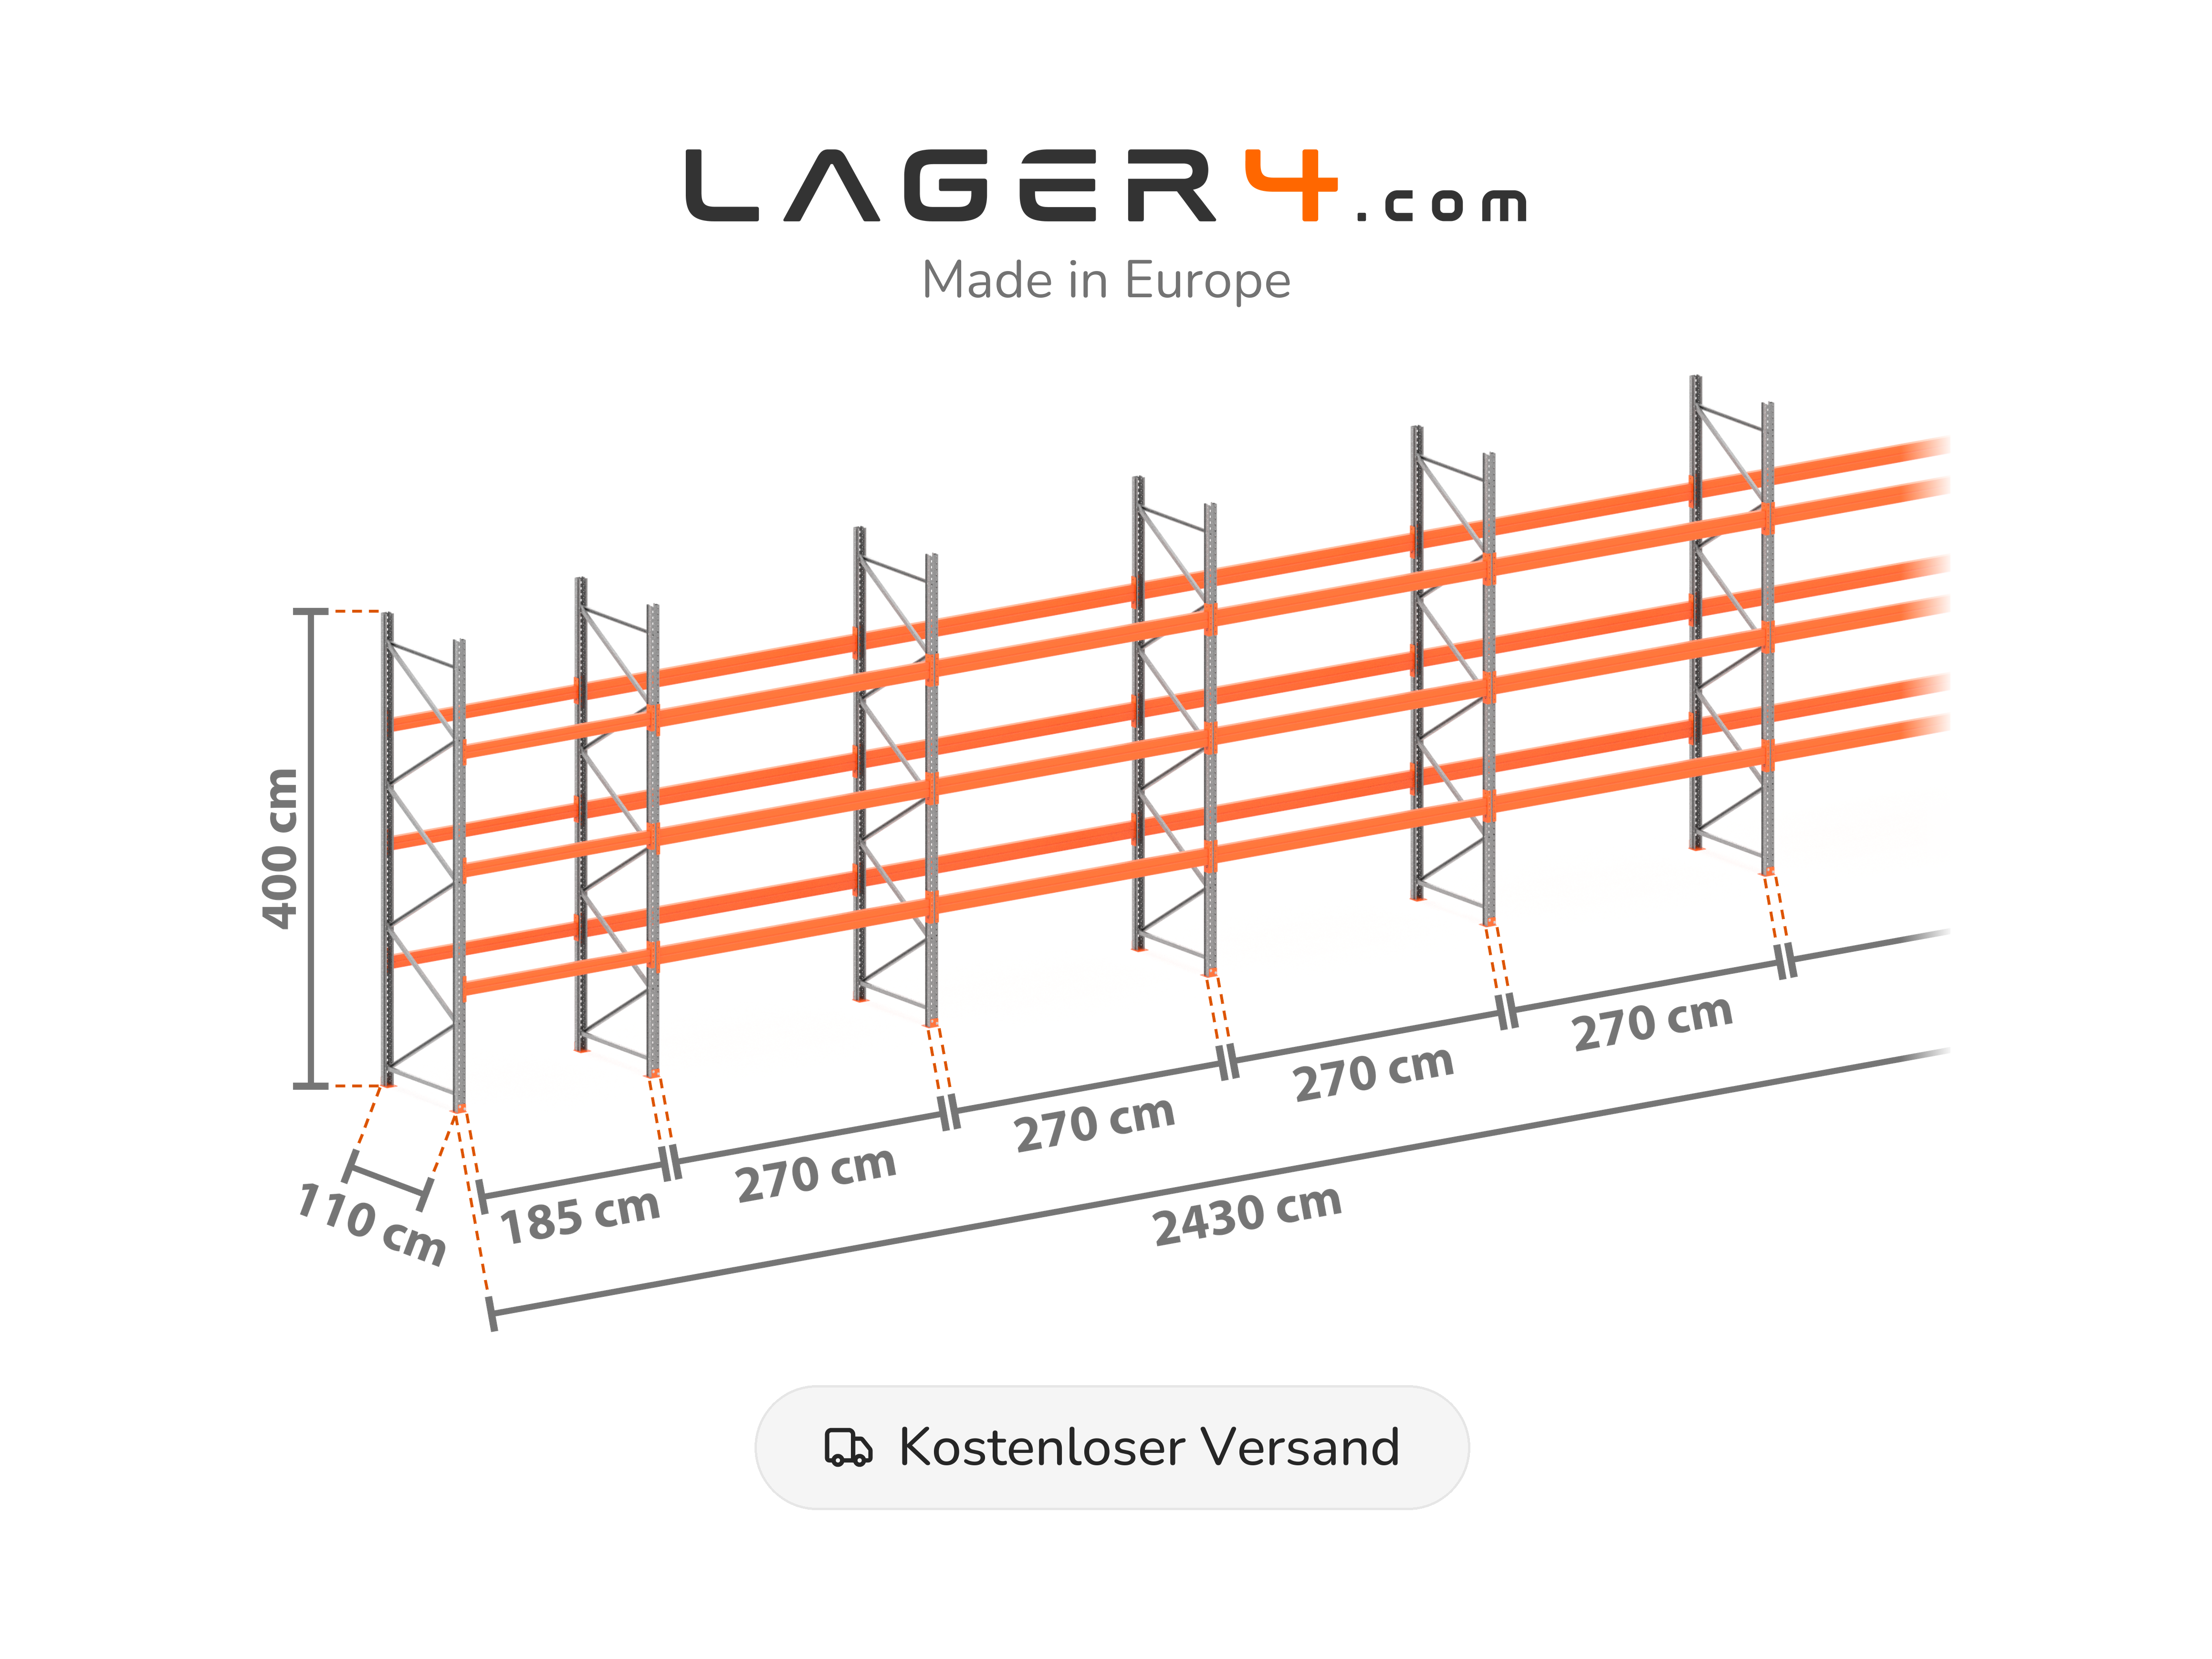 LAGER4.com
Made in Europe
400 cm
110 cm
185 cm
270 cm
270 cm
270 cm
270 cm
2430 cm
Kostenloser Versand